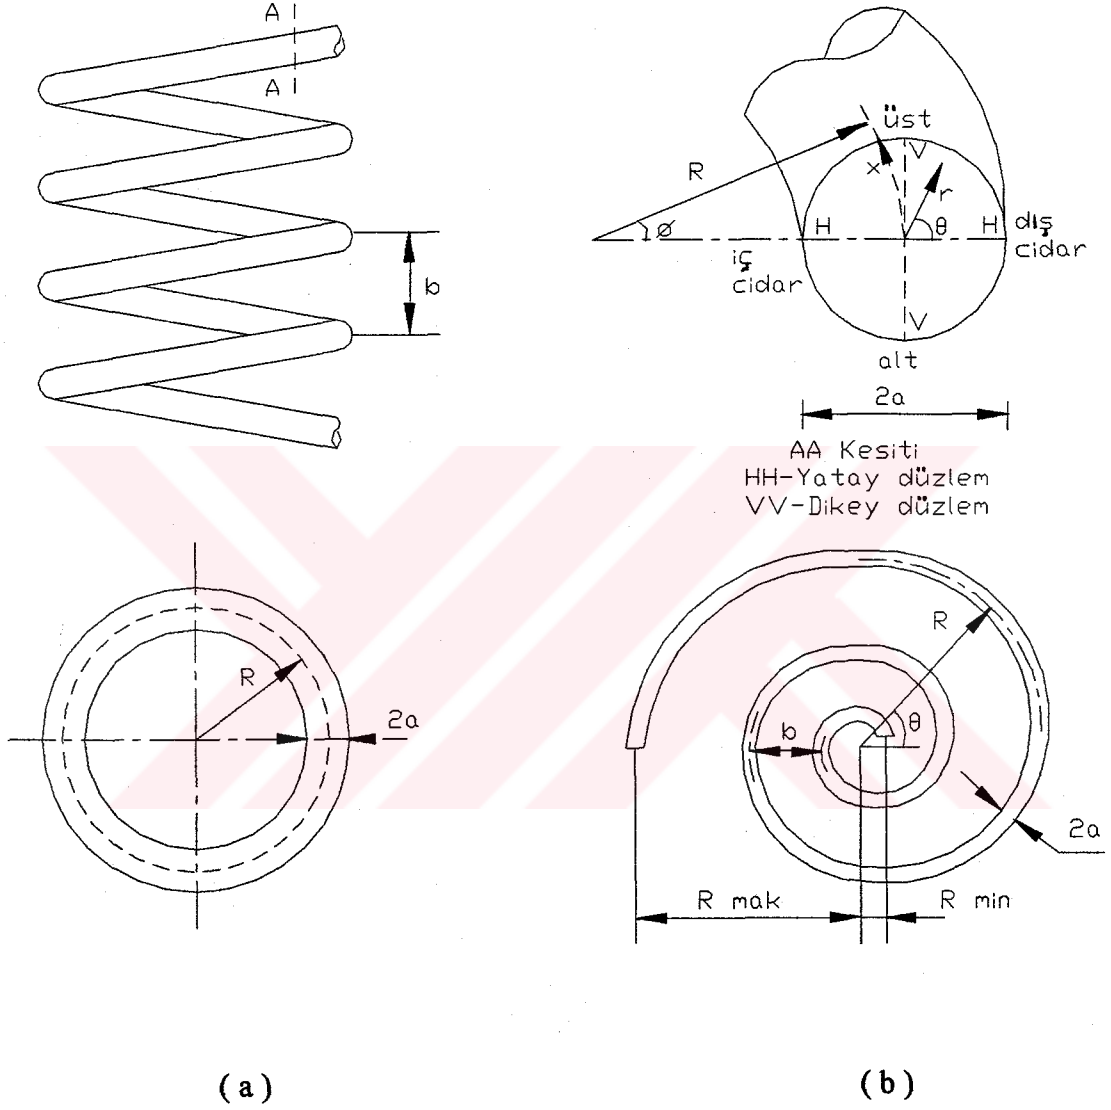 A
A
b
R
φ
üst
V
x
r
θ
H
H
dış
cidar
iç
cidar
V
alt
2a
AA Kesiti
HH-Yatay düzlem
VV-Dikey düzlem
R
2a
R
θ
b
2a
R mak
R min
(a)
(b)